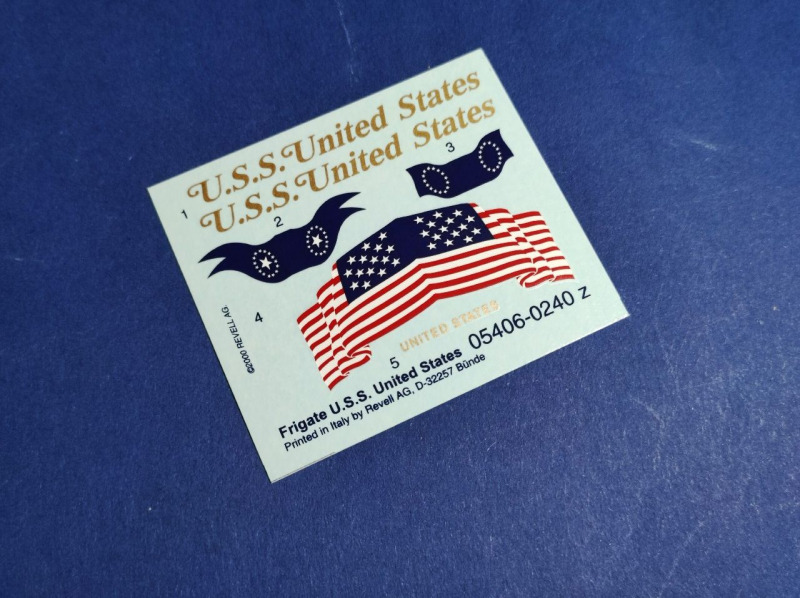 U.S.S. United States
U.S.S. United States
1
2
3
4
5
©2000 REVELL AG.
UNITED STATES
Frigate U.S.S. United States 05406-0240 z
Printed in Italy by Revell AG, D-32257 Bünde